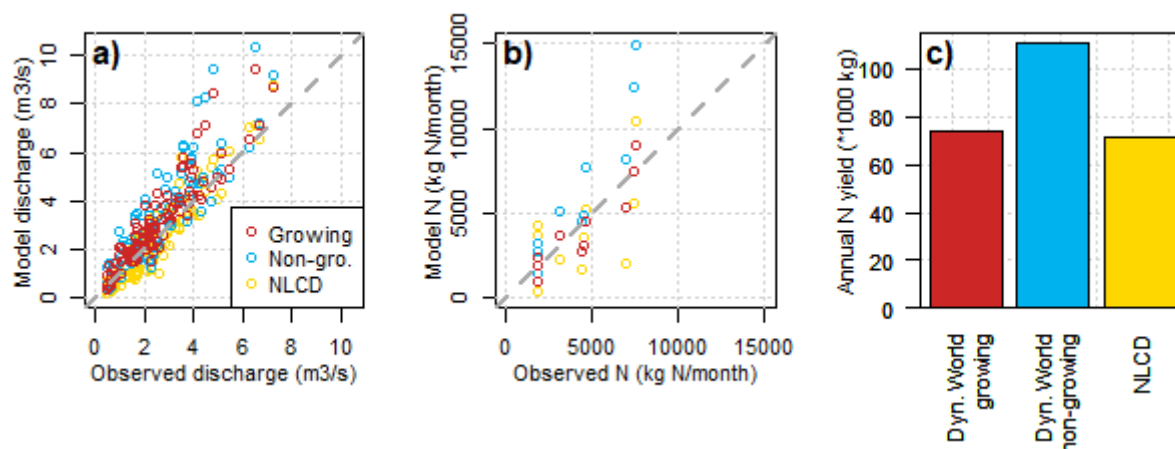 a)
Model discharge (m3/s)
10
8
6
4
2
0
Growing
Non-gro.
NLCD
0 2 4 6 8 10
Observed discharge (m3/s)
b)
Model N (kg N/month)
15000
10000
5000
0
0 5000 10000 15000
Observed N (kg N/month)
c)
Annual N yield (*1000 kg)
100
80
60
40
20
0
Dyn. World
growing
Dyn. World
non-growing
NLCD